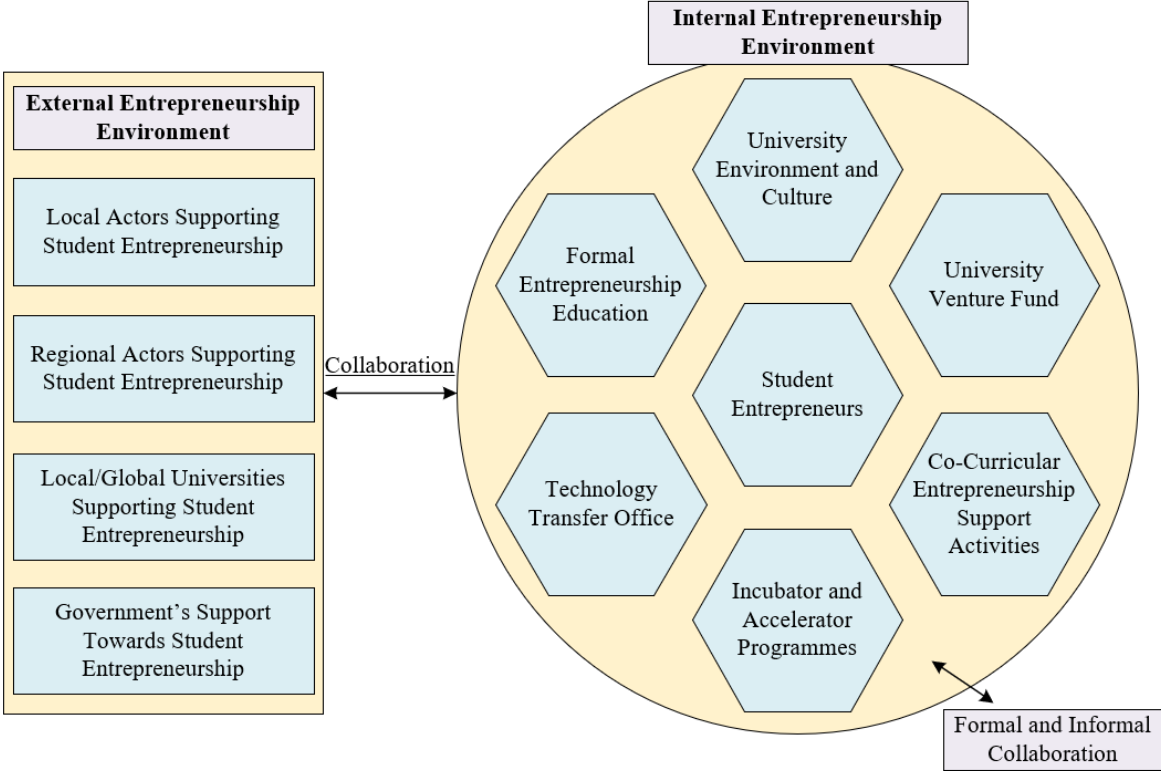 External Entrepreneurship
Environment
Local Actors Supporting
Student Entrepreneurship
Regional Actors Supporting
Student Entrepreneurship
Local/Global Universities
Supporting Student
Entrepreneurship
Government’s Support
Towards Student
Entrepreneurship
Collaboration
Internal Entrepreneurship
Environment
University
Environment and
Culture
Formal
Entrepreneurship
Education
University
Venture Fund
Student
Entrepreneurs
Technology
Transfer Office
Co-Curricular
Entrepreneurship
Support
Activities
Incubator and
Accelerator
Programmes
Formal and Informal
Collaboration